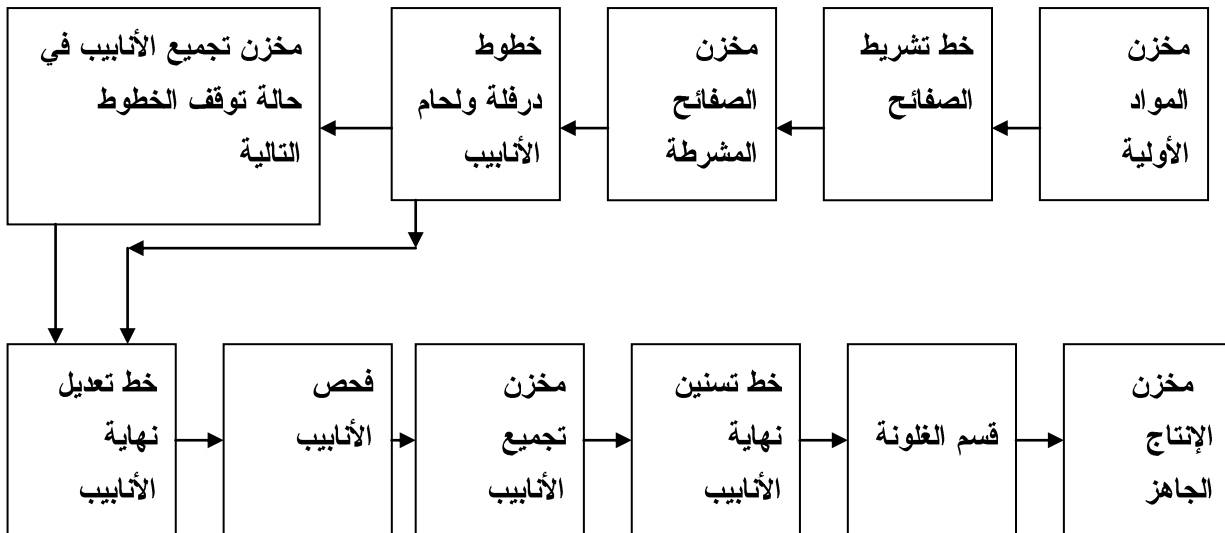 مخزن
المواد
الأولية
خط تشريط
الصفائح
مخزن
الصفائح
المشرطة
خطوط
درفلة ولحام
الأنابيب
مخزن تجميع الأنابيب في
حالة توقف الخطوط
التالية
خط تعديل
نهاية
الأنابيب
فحص
الأنابيب
مخزن
تجميع
الأنابيب
خط تسنين
نهاية
الأنابيب
قسم الغلونة
مخزن
الإنتاج
الجاهز